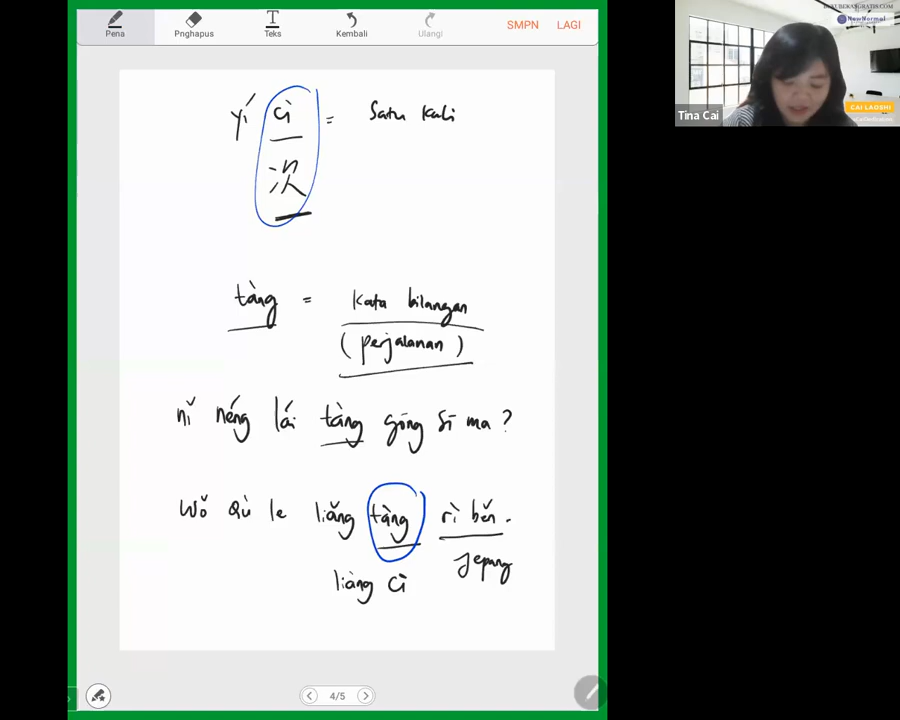 Pena Penghapus Teks Kembali Ulangi SMPN LAGI
yí cì = Satu kali
次
tàng = kata bilangan
(perjalanan)
nǐ néng lái tàng gōng sī ma?
Wǒ qù le liǎng tàng rì běn.
liǎng cì Jepang
4/5
NewNormal
CAI LAOSHI
Tina Cai